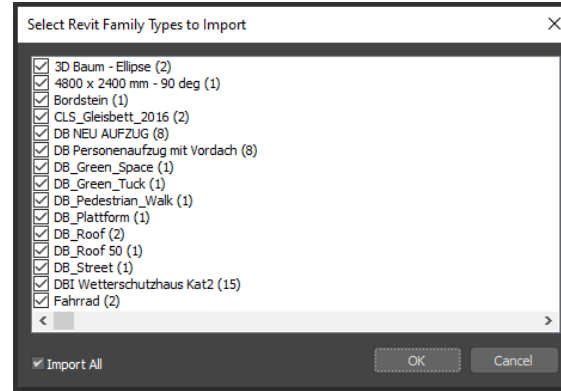 Select Revit Family Types to Import
3D Baum - Ellipse (2)
4800 x 2400 mm - 90 deg (1)
Bordstein (1)
CLS_Gleisbett_2016 (2)
DB NEU AUFZUG (8)
DB Personenaufzug mit Vordach (8)
DB_Green_Space (1)
DB_Green_Tuck (1)
DB_Pedestrian_Walk (1)
DB_Plattform (1)
DB_Roof (2)
DB_Roof 50 (1)
DB_Street (1)
DBI Wetterschutzhaus Kat2 (15)
Fahrrad (2)
Import All
OK
Cancel